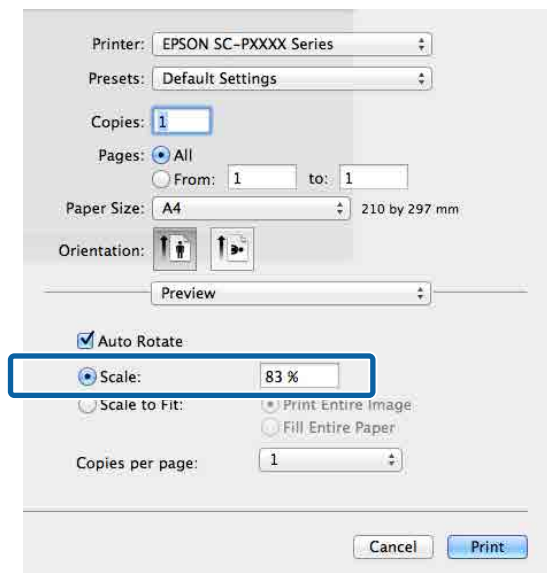 Printer: EPSON SC-PXXXX Series
Presets: Default Settings
Copies: 1
Pages: All
From: 1 to: 1
Paper Size: A4 210 by 297 mm
Orientation:
Preview
Auto Rotate
Scale: 83 %
Scale to Fit: Print Entire Image
Fill Entire Paper
Copies per page: 1
Cancel Print